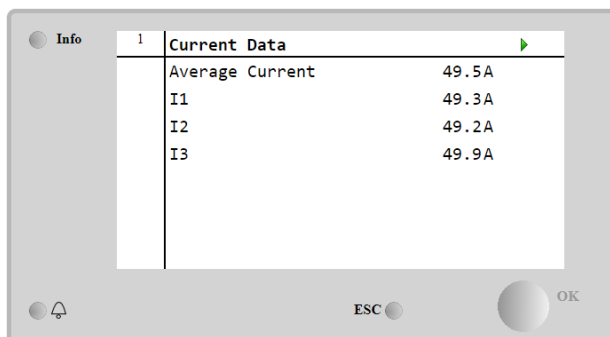 Info
1 Current Data
Average Current 49.5A
I1 49.3A
I2 49.2A
I3 49.9A
ESC
OK